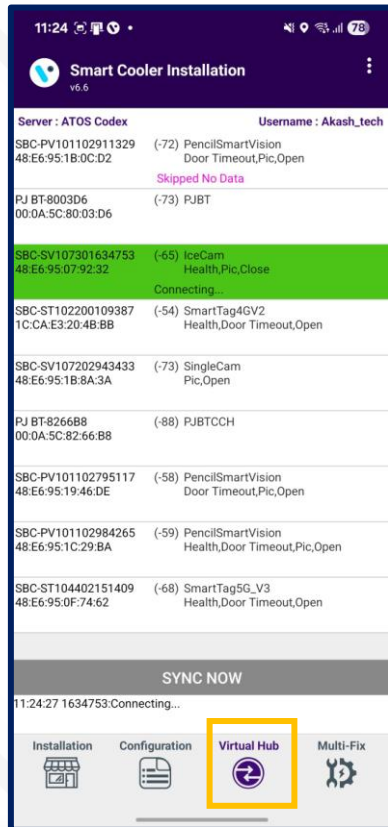 11:24
78
Smart Cooler Installation
v6.6
Server : ATOS Codex Username : Akash_tech
SBC-PV101102911329 (-72) PencilSmartVision
48:E6:95:1B:0C:D2 Door Timeout,Pic,Open
Skipped No Data
PJ BT-8003D6 (-73) PJBT
00:0A:5C:80:03:D6
SBC-SV107301634753 (-65) IceCam
48:E6:95:07:92:32 Health,Pic,Close
Connecting...
SBC-ST102200109387 (-54) SmartTag4GV2
1C:CA:E3:20:4B:BB Health,Door Timeout,Open
SBC-SV107202943433 (-73) SingleCam
48:E6:95:1B:8A:3A Pic,Open
PJ BT-8266B8 (-88) PJBTCCH
00:0A:5C:82:66:B8
SBC-PV101102795117 (-58) PencilSmartVision
48:E6:95:19:46:DE Door Timeout,Pic,Open
SBC-PV101102984265 (-59) PencilSmartVision
48:E6:95:1C:29:BA Health,Door Timeout,Pic,Open
SBC-ST104402151409 (-68) SmartTag5G_V3
48:E6:95:0F:74:62 Health,Door Timeout,Open
SYNC NOW
11:24:27 1634753:Connecting...
Installation Configuration Virtual Hub Multi-Fix